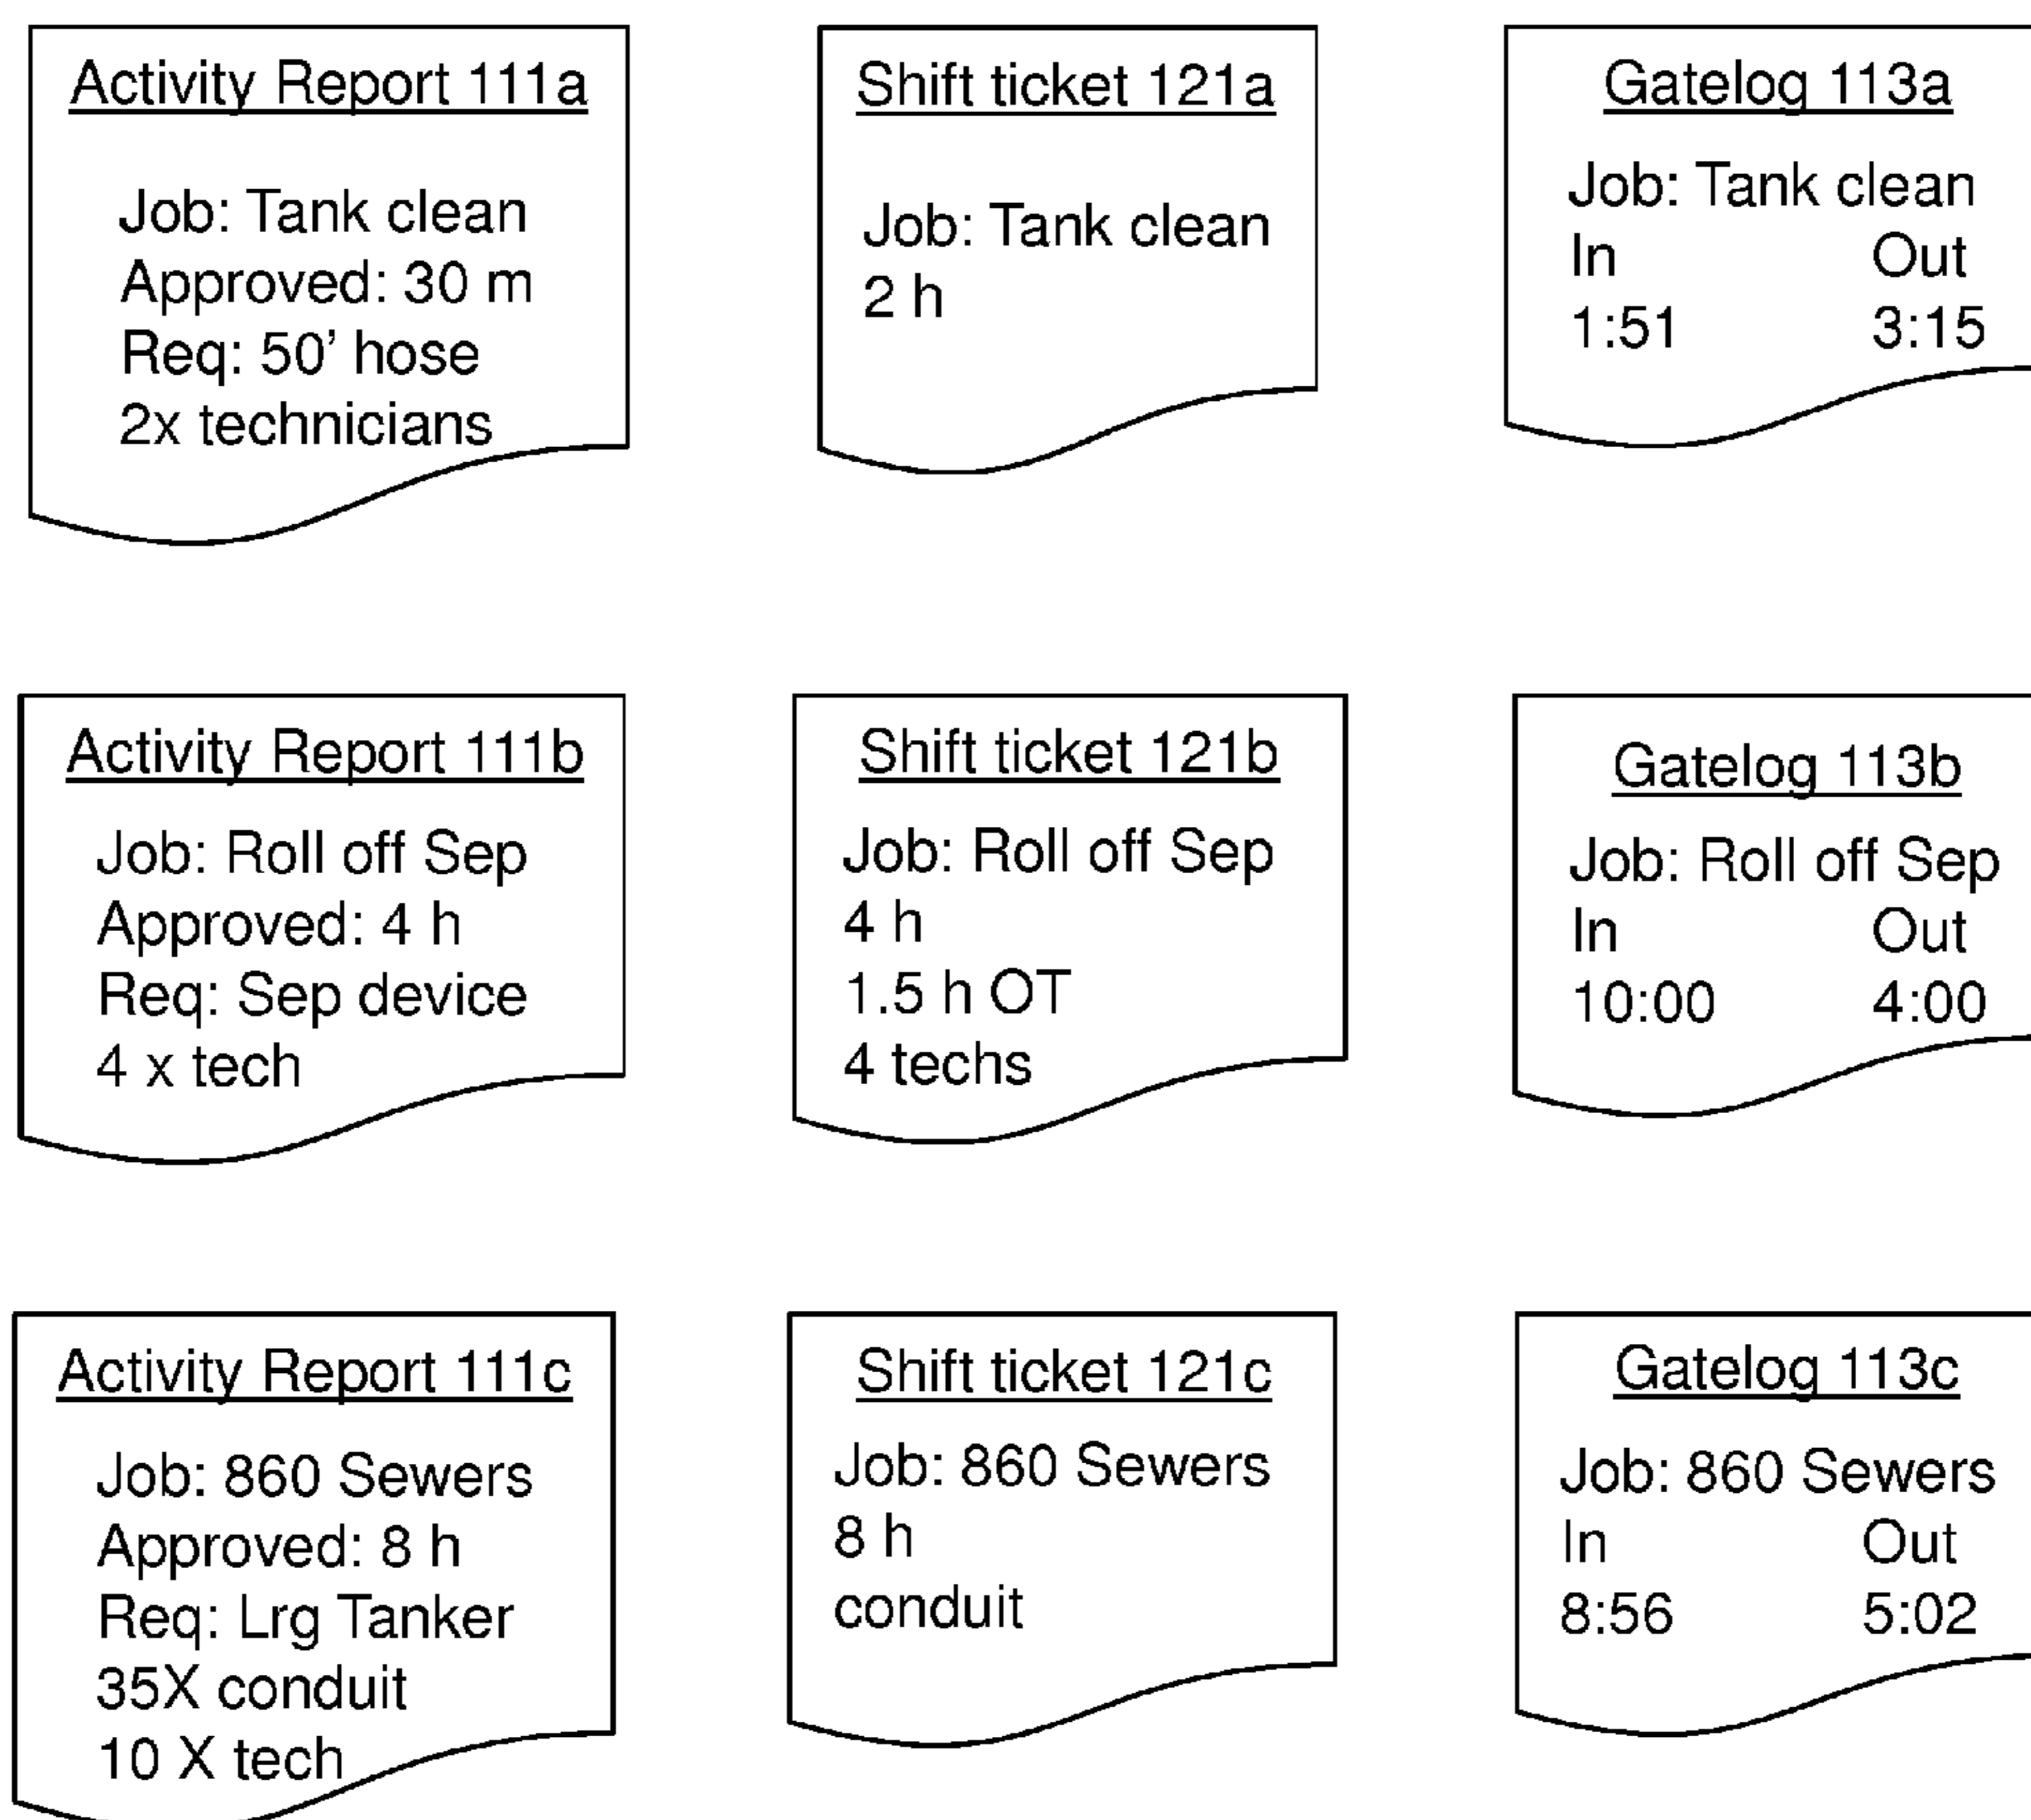 Activity Report 111a
Job: Tank clean
Approved: 30 m
Req: 50’ hose
2x technicians
Shift ticket 121a
Job: Tank clean
2 h
Gatelog 113a
Job: Tank clean
In Out
1:51 3:15
Activity Report 111b
Job: Roll off Sep
Approved: 4 h
Req: Sep device
4 x tech
Shift ticket 121b
Job: Roll off Sep
4 h
1.5 h OT
4 techs
Gatelog 113b
Job: Roll off Sep
In Out
10:00 4:00
Activity Report 111c
Job: 860 Sewers
Approved: 8 h
Req: Lrg Tanker
35X conduit
10 X tech
Shift ticket 121c
Job: 860 Sewers
8 h
conduit
Gatelog 113c
Job: 860 Sewers
In Out
8:56 5:02